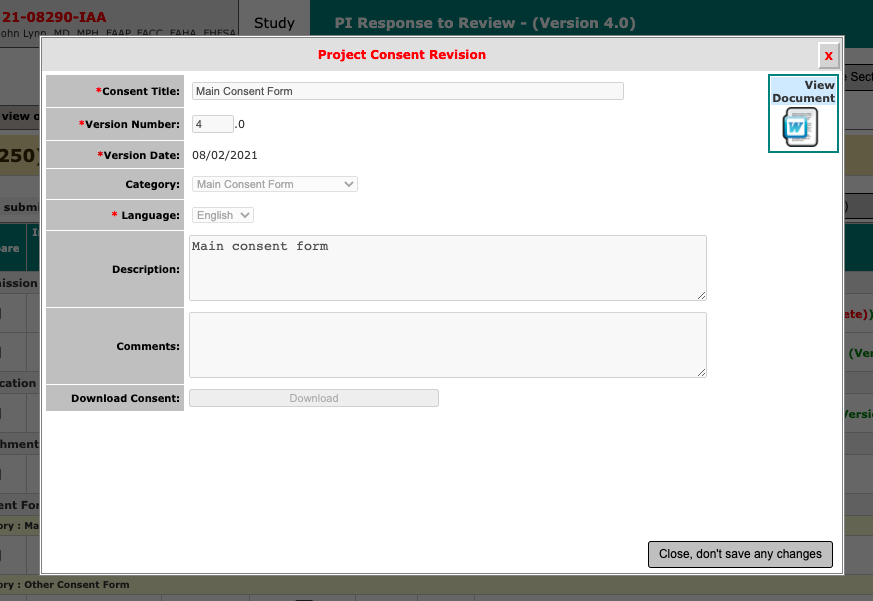 21-08290-IAA
John Lynn, MD, MPH, FAAP, FACC, FAHA, FHFSA
Study
PI Response to Review - (Version 4.0)
Project Consent Revision
x
*Consent Title:
Main Consent Form
View
Document
W
*Version Number:
4
.0
*Version Date:
08/02/2021
Category:
Main Consent Form
* Language:
English
Description:
Main consent form
Comments:
Download Consent:
Download
Close, don't save any changes
e Sect
view o
250)
submi
)
are
I
ission
ete))
(Ver
cation
Versi
hment
ent For
ory : Ma
ory : Other Consent Form